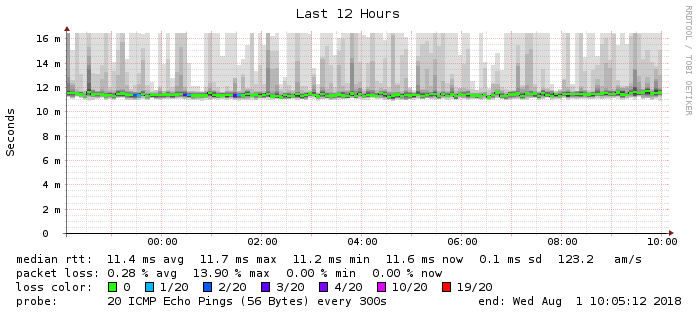 Last 12 Hours
RRDTOOL / TOBI OETIKER
Seconds
16 m
14 m
12 m
10 m
8 m
6 m
4 m
2 m
0
00:00 02:00 04:00 06:00 08:00 10:00
median rtt: 11.4 ms avg 11.7 ms max 11.2 ms min 11.6 ms now 0.1 ms sd 123.2 am/s
packet loss: 0.28 % avg 13.90 % max 0.00 % min 0.00 % now
loss color: 0 1/20 2/20 3/20 4/20 10/20 19/20
probe: 20 ICMP Echo Pings (56 Bytes) every 300s end: Wed Aug 1 10:05:12 2018